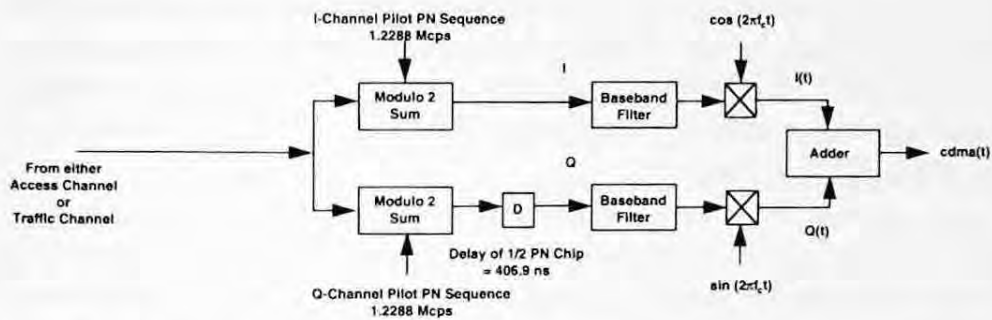 I-Channel Pilot PN Sequence
1.2288 Mcps
cos (2πfct)
I
I(t)
Modulo 2
Sum
Baseband
Filter
Adder
cdma(t)
From either
Access Channel
or
Traffic Channel
Q
Modulo 2
Sum
D
Baseband
Filter
Q(t)
Delay of 1/2 PN Chip
= 406.9 ns
sin (2πfct)
Q-Channel Pilot PN Sequence
1.2288 Mcps